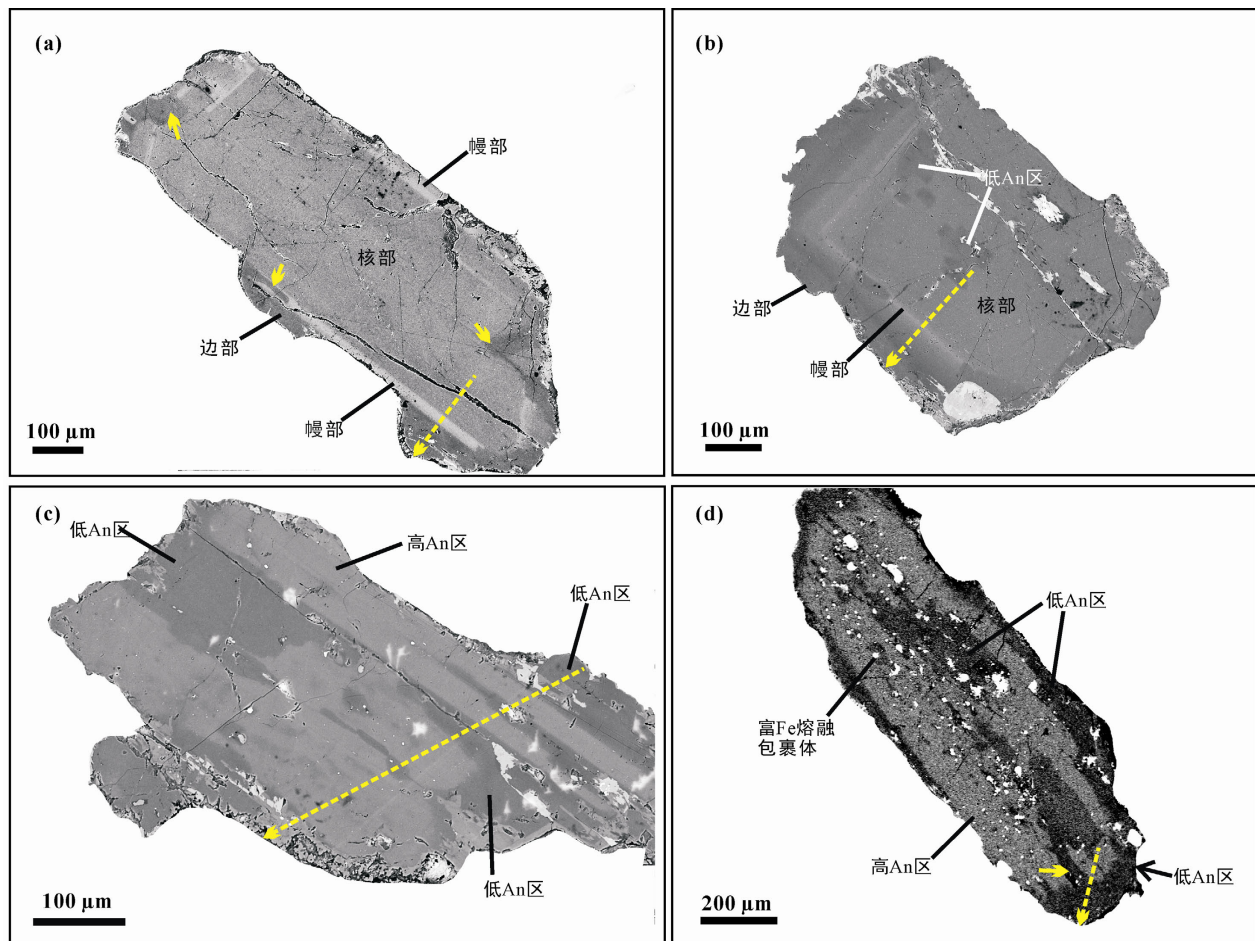 (a)
幔部
核部
边部
幔部
100 μm
(b)
低An区
边部
核部
幔部
100 μm
(c)
低An区
高An区
低An区
低An区
100 μm
(d)
低An区
富Fe熔融
包裹体
高An区
低An区
200 μm